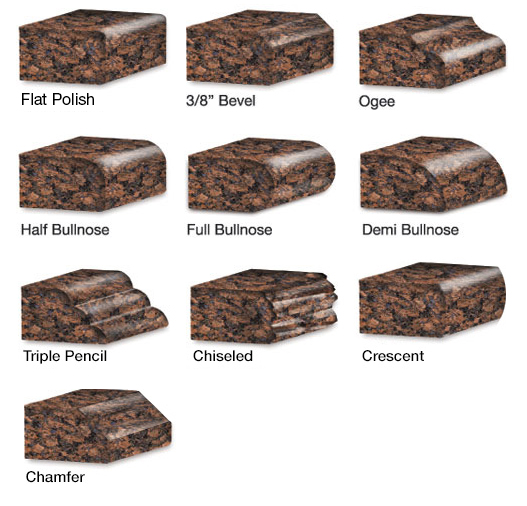 Flat Polish
3/8” Bevel
Ogee
Half Bullnose
Full Bullnose
Demi Bullnose
Triple Pencil
Chiseled
Crescent
Chamfer